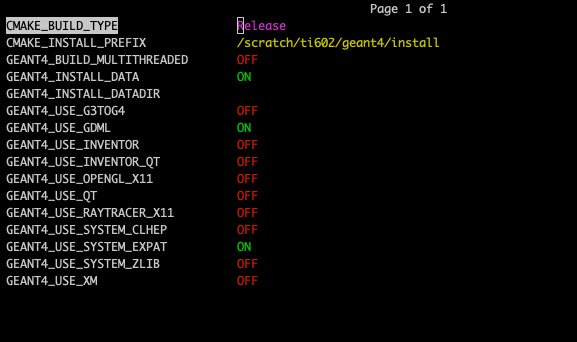 Page 1 of 1
CMAKE_BUILD_TYPE Release
CMAKE_INSTALL_PREFIX /scratch/ti602/geant4/install
GEANT4_BUILD_MULTITHREADED OFF
GEANT4_INSTALL_DATA ON
GEANT4_INSTALL_DATADIR
GEANT4_USE_G3TOG4 OFF
GEANT4_USE_GDML ON
GEANT4_USE_INVENTOR OFF
GEANT4_USE_INVENTOR_QT OFF
GEANT4_USE_OPENGL_X11 OFF
GEANT4_USE_QT OFF
GEANT4_USE_RAYTRACER_X11 OFF
GEANT4_USE_SYSTEM_CLHEP OFF
GEANT4_USE_SYSTEM_EXPAT ON
GEANT4_USE_SYSTEM_ZLIB OFF
GEANT4_USE_XM OFF